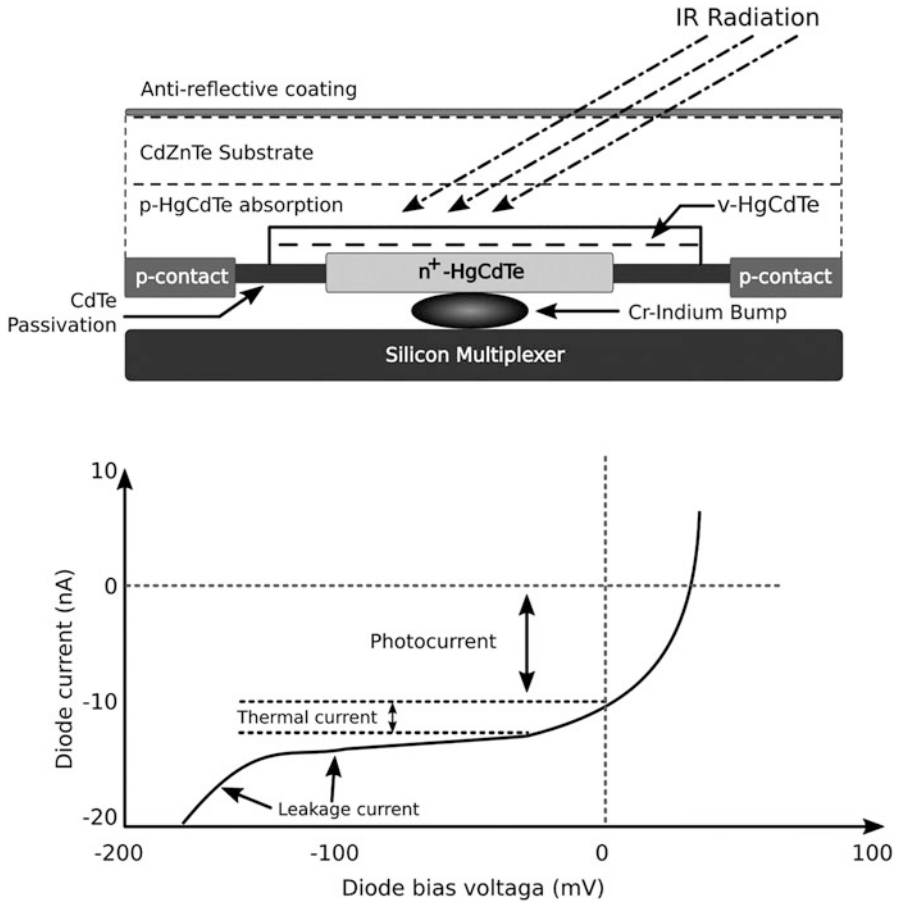 IR Radiation
Anti-reflective coating
CdZnTe Substrate
p-HgCdTe absorption
v-HgCdTe
p-contact
n+-HgCdTe
p-contact
CdTe
Passivation
Cr-Indium Bump
Silicon Multiplexer
10
0
Photocurrent
-10
Thermal current
Leakage current
-20
Diode current (nA)
-200
-100
0
100
Diode bias voltaga (mV)